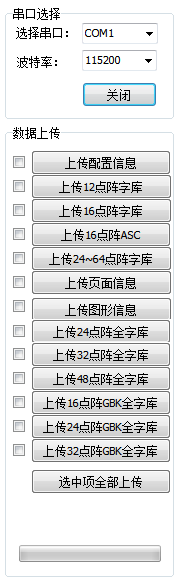 串口选择
选择串口: COM1
波特率: 115200
关闭
数据上传
上传配置信息
上传12点阵字库
上传16点阵字库
上传16点阵ASC
上传24~64点阵字库
上传页面信息
上传图形信息
上传24点阵全字库
上传32点阵全字库
上传48点阵全字库
上传16点阵GBK全字库
上传24点阵GBK全字库
上传32点阵GBK全字库
选中项全部上传